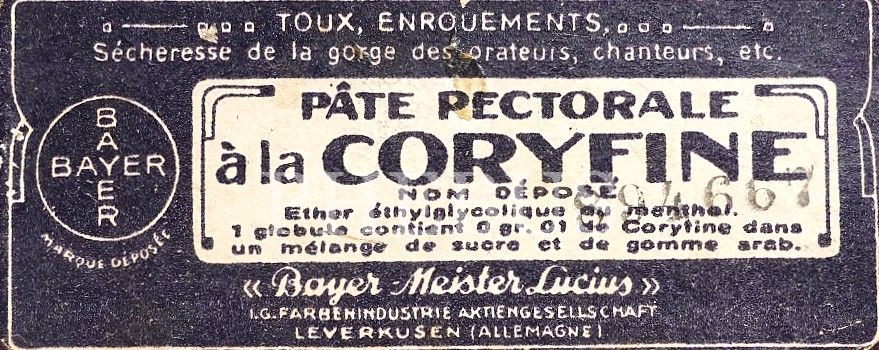 TOUX, ENROUEMENTS,
Sécheresse de la gorge des orateurs, chanteurs, etc.
BAYER
BAYER
MARQUE DÉPOSÉE
PÂTE PECTORALE
à la CORYFINE
NOM DÉPOSÉ
894667
Ether éthylglycolique du menthol.
1 globule contient 0 gr. 01 de Coryfine dans
un mélange de sucre et de gomme arab.
« Bayer-Meister Lucius »
I.G. FARBENINDUSTRIE AKTIENGESELLSCHAFT
LEVERKUSEN (ALLEMAGNE)